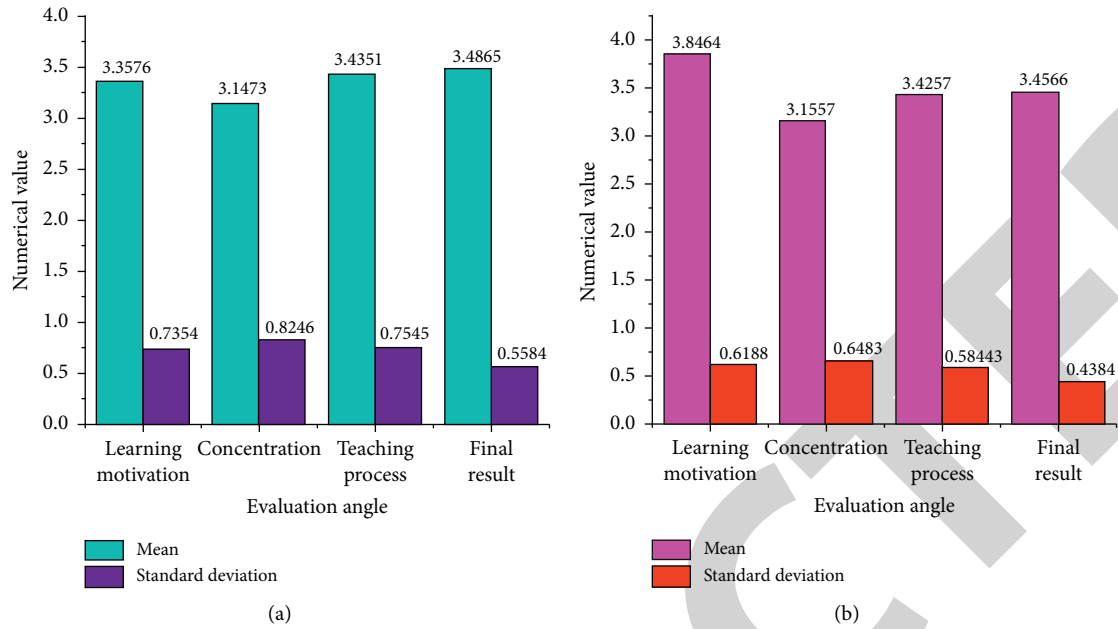 4.0
3.5
3.0
2.5
2.0
1.5
1.0
0.5
0.0
Numerical value
3.3576
3.1473
3.4351
3.4865
0.7354
0.8246
0.7545
0.5584
Learning motivation
Concentration
Teaching process
Final result
Evaluation angle
Mean
Standard deviation
(a)
4.0
3.5
3.0
2.5
2.0
1.5
1.0
0.5
0.0
Numerical value
3.8464
3.1557
3.4257
3.4566
0.6188
0.6483
0.58443
0.4384
Learning motivation
Concentration
Teaching process
Final result
Evaluation angle
Mean
Standard deviation
(b)
CTE